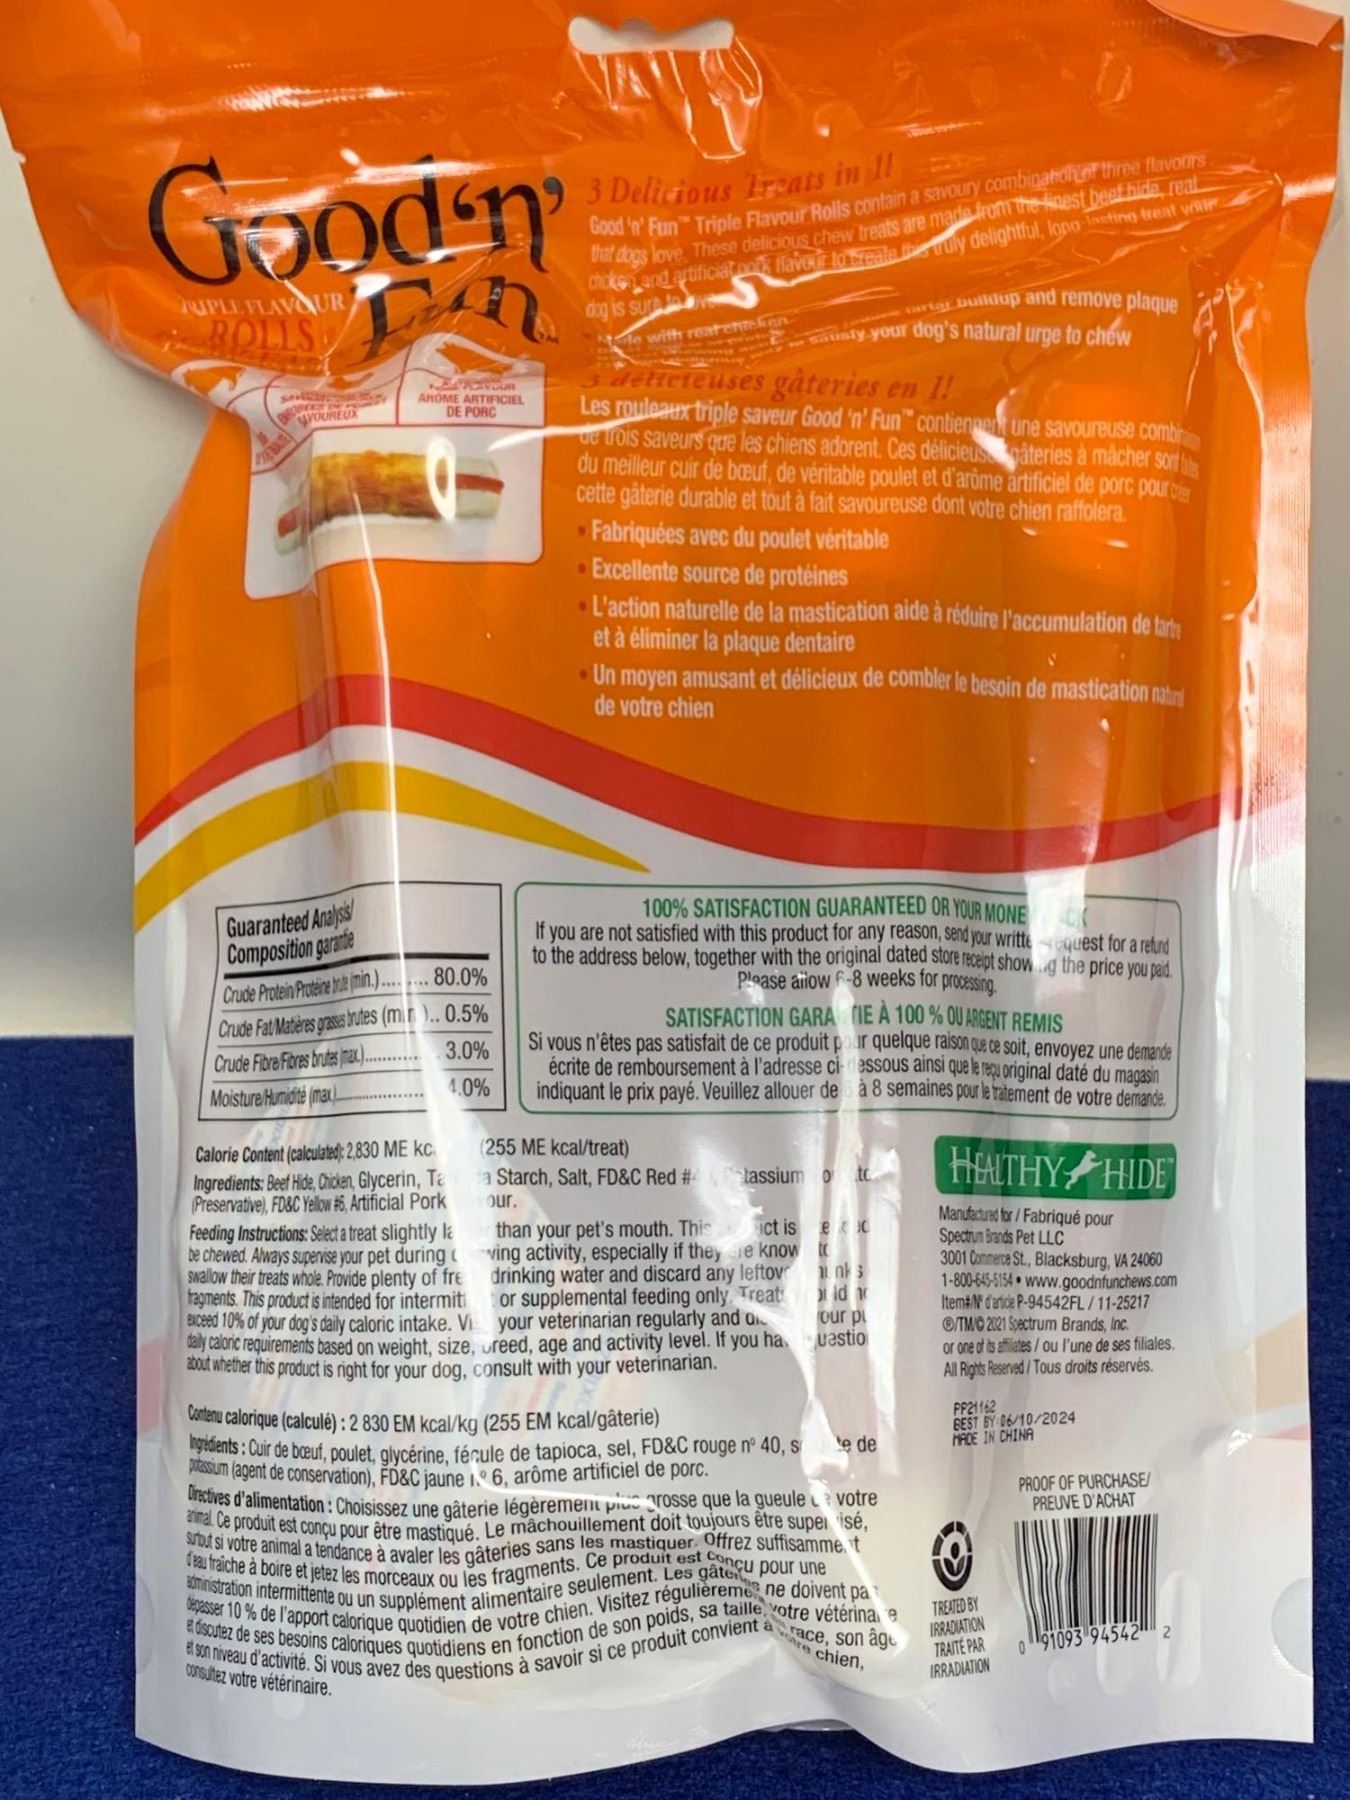 Good 'n'
Fun™
TRIPLE FLAVOUR
ROLLS
3 Delicious Treats in 1!
Good 'n' Fun™ Triple Flavour Rolls contain a savoury combination of three flavours
that dogs love. These delicious chew treats are made from the finest beef hide, real
chicken and artificial pork flavour to create this truly delightful, long-lasting treat your
dog is sure to love.
Made with real chicken
tartar buildup and remove plaque
satisfy your dog's natural urge to chew
SAVOUREUX
ARÔME ARTIFICIEL
DE PORC
3 délicieuses gâteries en 1!
Les rouleaux triple saveur Good 'n' Fun™ contiennent une savoureuse combinaison
de trois saveurs que les chiens adorent. Ces délicieuses gâteries à mâcher sont faites
du meilleur cuir de bœuf, de véritable poulet et d'arôme artificiel de porc pour créer
cette gâterie durable et tout à fait savoureuse dont votre chien raffolera.
• Fabriquées avec du poulet véritable
• Excellente source de protéines
• L'action naturelle de la mastication aide à réduire l'accumulation de tartre
et à éliminer la plaque dentaire
• Un moyen amusant et délicieux de combler le besoin de mastication naturel
de votre chien
Guaranteed Analysis/
Composition garantie
Crude Protein/Protéine brute (min.).......... 80.0%
Crude Fat/Matières grasses brutes (min.).. 0.5%
Crude Fibre/Fibres brutes (max.)............. 3.0%
Moisture/Humidité (max.)................ 4.0%
100% SATISFACTION GUARANTEED OR YOUR MONEY BACK
If you are not satisfied with this product for any reason, send your written request for a refund
to the address below, together with the original dated store receipt showing the price you paid.
Please allow 6-8 weeks for processing.
SATISFACTION GARANTIE À 100 % OU ARGENT REMIS
Si vous n'êtes pas satisfait de ce produit pour quelque raison que ce soit, envoyez une demande
écrite de remboursement à l'adresse ci-dessous ainsi que le reçu original daté du magasin
indiquant le prix payé. Veuillez allouer de 6 à 8 semaines pour le traitement de votre demande.
Calorie Content (calculated): 2,830 ME kc (255 ME kcal/treat)
Ingredients: Beef Hide, Chicken, Glycerin, Tapioca Starch, Salt, FD&C Red #40, Potassium Sorbate
(Preservative), FD&C Yellow #6, Artificial Pork Flavour.
Feeding Instructions: Select a treat slightly larger than your pet's mouth. This product is intended to
be chewed. Always supervise your pet during chewing activity, especially if they are known to
swallow their treats whole. Provide plenty of fresh drinking water and discard any leftover chunks
fragments. This product is intended for intermittent or supplemental feeding only. Treats should not
exceed 10% of your dog's daily caloric intake. Visit your veterinarian regularly and discuss your pet's
daily caloric requirements based on weight, size, breed, age and activity level. If you have questions
about whether this product is right for your dog, consult with your veterinarian.
Contenu calorique (calculé) : 2 830 EM kcal/kg (255 EM kcal/gâterie)
Ingrédients : Cuir de bœuf, poulet, glycérine, fécule de tapioca, sel, FD&C rouge nº 40, sorbate de
potassium (agent de conservation), FD&C jaune nº 6, arôme artificiel de porc.
Directives d'alimentation : Choisissez une gâterie légèrement plus grosse que la gueule de votre
animal. Ce produit est conçu pour être mastiqué. Le mâchouillement doit toujours être supervisé,
surtout si votre animal a tendance à avaler les gâteries sans les mastiquer. Offrez suffisamment
d'eau fraîche à boire et jetez les morceaux ou les fragments. Ce produit est conçu pour une
administration intermittente ou un supplément alimentaire seulement. Les gâteries ne doivent pas
dépasser 10 % de l'apport calorique quotidien de votre chien. Visitez régulièrement votre vétérinaire
et discutez de ses besoins caloriques quotidiens en fonction de son poids, sa taille, sa race, son âge
et son niveau d'activité. Si vous avez des questions à savoir si ce produit convient à votre chien,
consultez votre vétérinaire.
HEALTHY HIDE™
Manufactured for / Fabriqué pour
Spectrum Brands Pet LLC
3001 Commerce St., Blacksburg, VA 24060
1-800-645-5154 • www.goodnfunchews.com
Item#/Nº d'article P-94542FL / 11-25217
®/TM/© 2021 Spectrum Brands, Inc.
or one of its affiliates / ou l'une de ses filiales.
All Rights Reserved / Tous droits réservés.
PP21162
BEST BY 06/10/2024
MADE IN CHINA
PROOF OF PURCHASE/
PREUVE D'ACHAT
TREATED BY
IRRADIATION
TRAITÉ PAR
IRRADIATION
0 91093 94542 2